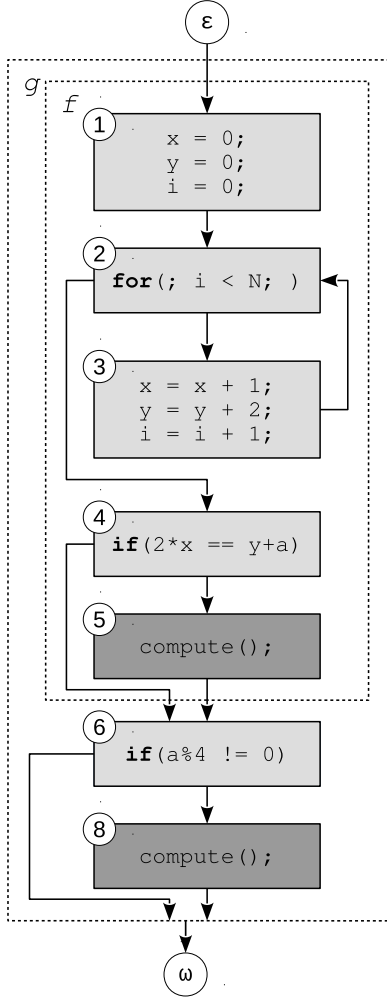 ε
g
f
1
x = 0;
y = 0;
i = 0;
2
for(; i < N; )
3
x = x + 1;
y = y + 2;
i = i + 1;
4
if(2*x == y+a)
5
compute();
6
if(a%4 != 0)
8
compute();
ω